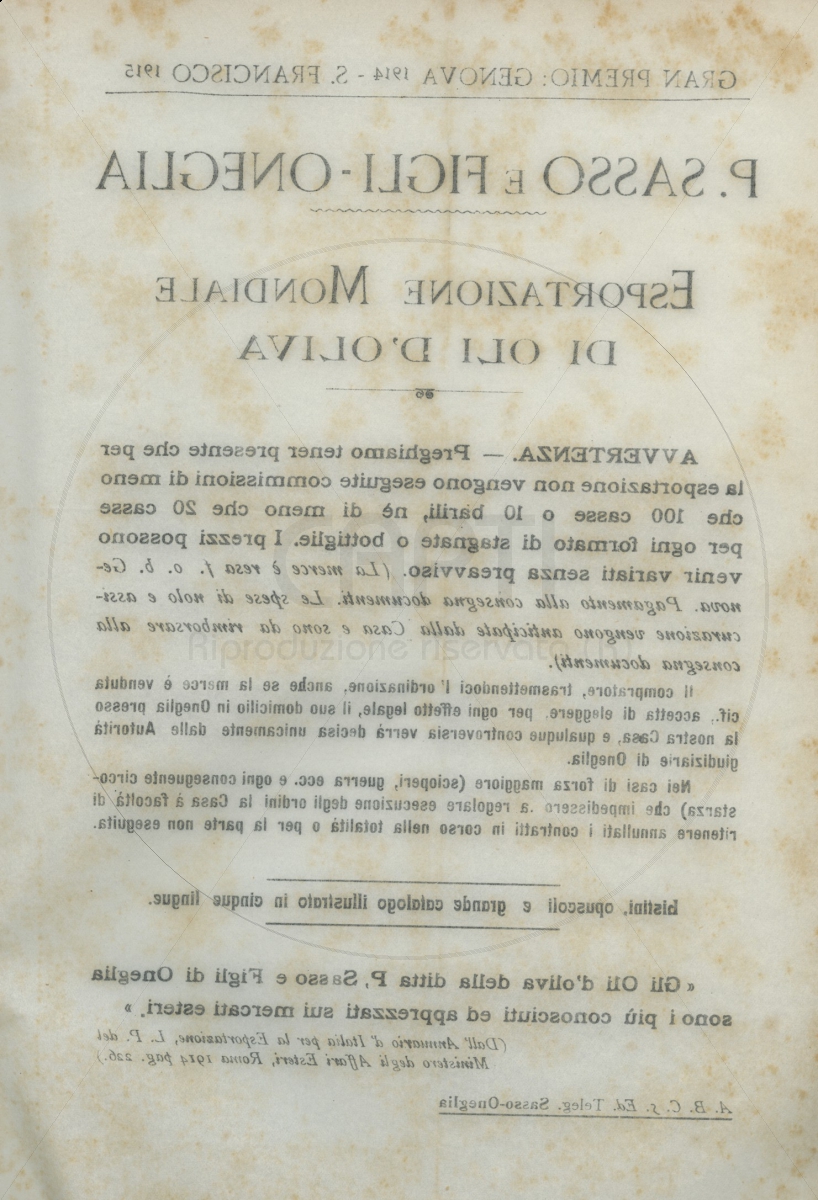 GRAN PREMIO: GENOVA 1914 - S. FRANCISCO 1915
P. SASSO E FIGLI - ONEGLIA
ESPORTAZIONE MONDIALE
DI OLI D'OLIVA
AVVERTENZA. — Preghiamo tener presente che per
la esportazione non vengono eseguite commissioni di meno
che 100 casse o 10 barili, nè di meno che 20 casse
per ogni formato di stagnate o bottiglie. I prezzi possono
venir variati senza preavviso. (La merce è resa f. o. b. Ge-
nova. Pagamento alla consegna documenti. Le spese di nolo e assi-
curazione vengono anticipate dalla Casa e sono da rimborsare alla
consegna documenti).
Il compratore, trasmettendoci l'ordinazione, anche se la merce è venduta
cif., accetta di eleggere, per ogni effetto legale, il suo domicilio in Oneglia presso
la nostra Casa, e qualunque controversia verrà decisa unicamente dalle Autorità
giudiziarie di Oneglia.
Nei casi di forza maggiore (scioperi, guerra ecc. e ogni conseguente circo-
starza) che impedissero la regolare esecuzione degli ordini la Casa à facoltà di
ritenere annullati i contratti in corso nella totalità o per la parte non eseguita.
Listini, opuscoli e grande catalogo illustrato in cinque lingue.
« Gli Oli d'oliva della ditta P. Sasso e Figli di Oneglia
sono i più conosciuti ed apprezzati sui mercati esteri. »
(Dall' Annuario d' Italia per la Esportazione, L. P. del
Ministero degli Affari Esteri, Roma 1914 pag. 226.)
A. B. C. 5. Ed. Teleg. Sasso-Oneglia
Riproduzione riservata